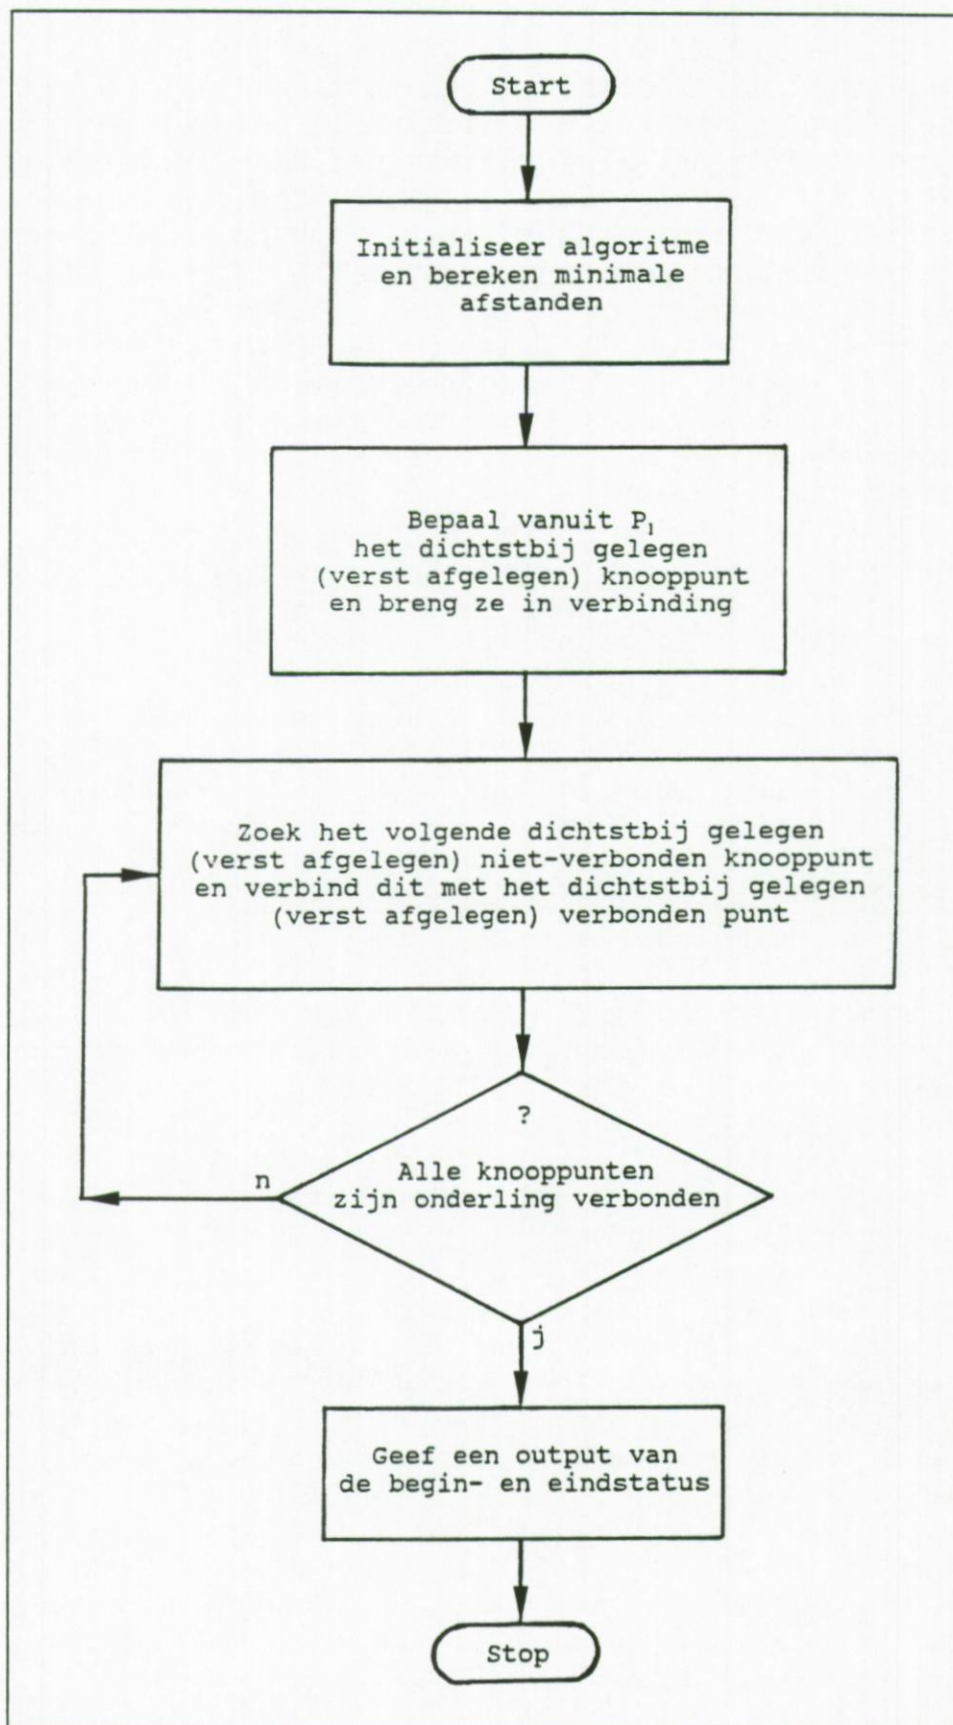 Start
Initialiseer algoritme
en bereken minimale
afstanden
Bepaal vanuit P₁
het dichtstbij gelegen
(verst afgelegen) knooppunt
en breng ze in verbinding
Zoek het volgende dichtstbij gelegen
(verst afgelegen) niet-verbonden knooppunt
en verbind dit met het dichtstbij gelegen
(verst afgelegen) verbonden punt
?
Alle knooppunten
zijn onderling verbonden
n
j
Geef een output van
de begin- en eindstatus
Stop